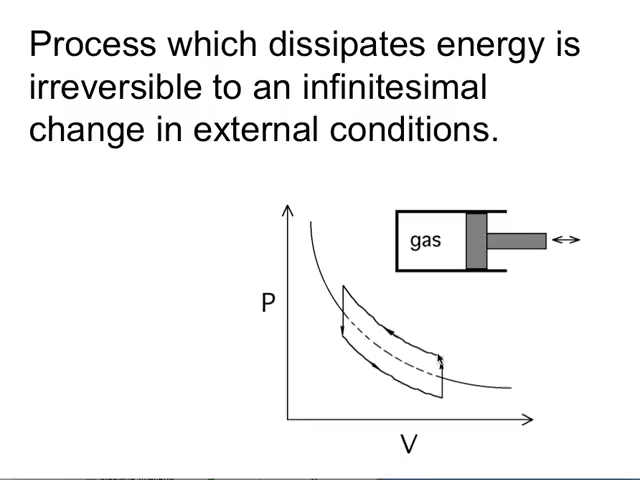 Process which dissipates energy is
irreversible to an infinitesimal
change in external conditions.
gas
P
V